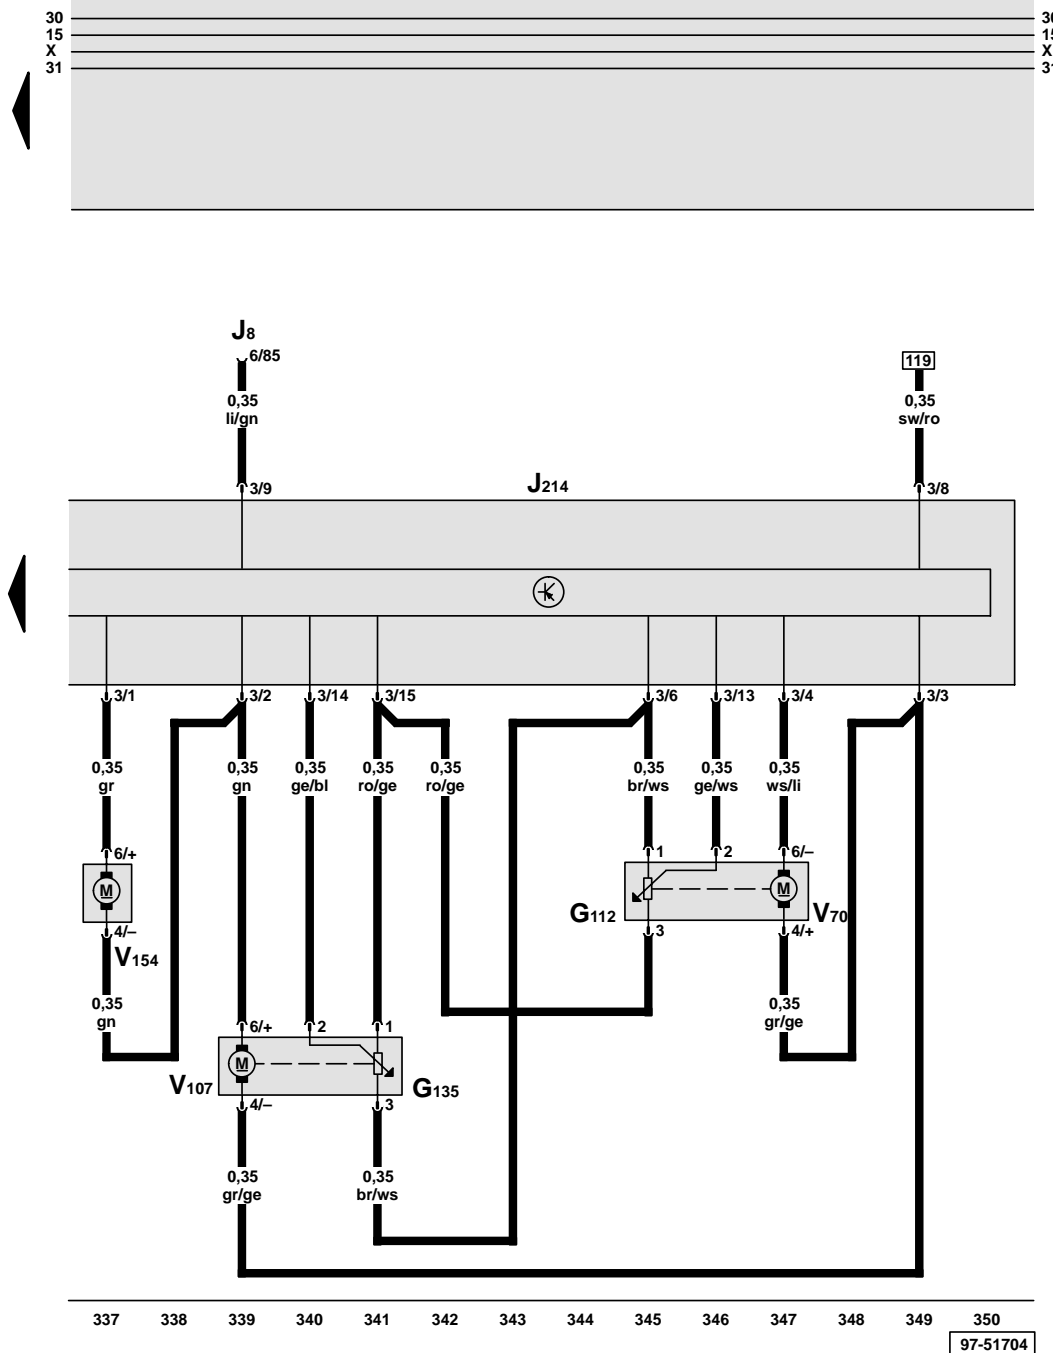 30 30
15 15
X X
31 31
J8
6/85
119
0,35 0,35
li/gn sw/ro
3/9 J214 3/8
3/1 3/2 3/14 3/15 3/6 3/13 3/4 3/3
0,35 0,35 0,35 0,35 0,35 0,35 0,35 0,35
gr gn ge/bl ro/ge ro/ge br/ws ge/ws ws/li
6/+ 1 2 6/–
M M
G112 V70
4/– 3 4/+
V154
0,35 0,35
gn gr/ge
6/+ 2 1
M
V107 G135
4/– 3
0,35 0,35
gr/ge br/ws
337 338 339 340 341 342 343 344 345 346 347 348 349 350
97-51704